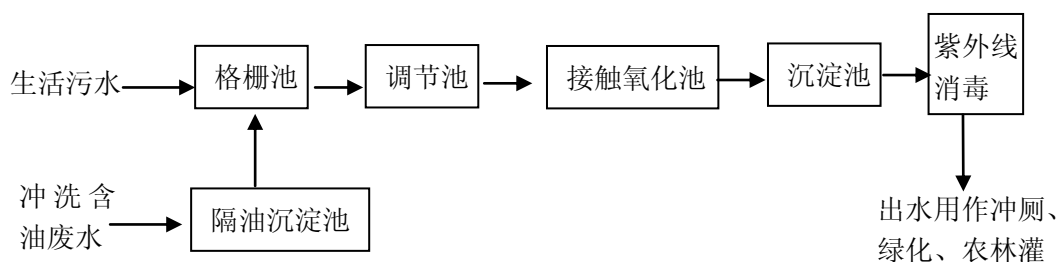 生活污水
格栅池
调节池
接触氧化池
沉淀池
紫外线
消毒
冲洗含
油废水
隔油沉淀池
出水用作冲厕、
绿化、农林灌